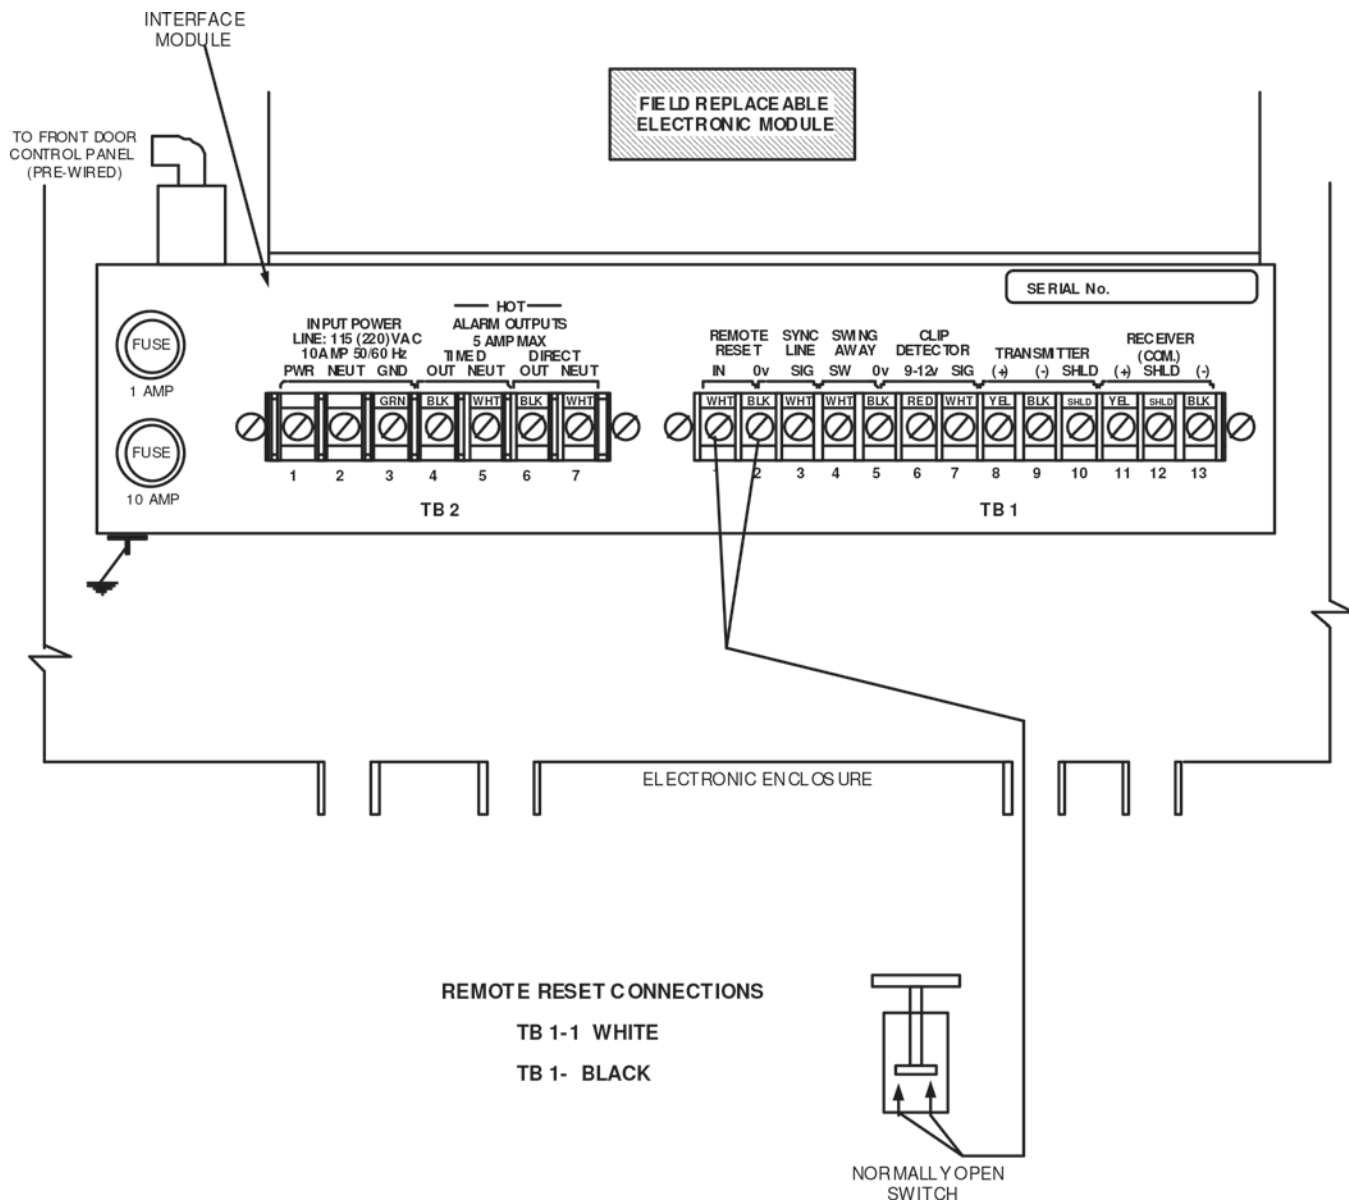 INTERFACE
MODULE
FIELD REPLACEABLE
ELECTRONIC MODULE
TO FRONT DOOR
CONTROL PANEL
(PRE-WIRED)
SERIAL No.
FUSE
1 AMP
FUSE
10 AMP
INPUT POWER
LINE: 115 (220) VAC
10 AMP 50/60 Hz
PWR NEUT GND
HOT
ALARM OUTPUTS
5 AMP MAX
TIMED DIRECT
OUT NEUT OUT NEUT
GRN BLK WHT BLK WHT
1 2 3 4 5 6 7
TB 2
REMOTE
RESET
IN 0v
SYNC
LINE
SIG
SWING
AWAY
SW 0v
CLIP
DETECTOR
9-12v SIG
TRANSMITTER
(+) (-) SHLD
RECEIVER
(COM.)
(+) SHLD (-)
WHT BLK WHT WHT BLK RED WHT YEL BLK SHLD YEL SHLD BLK
1 2 3 4 5 6 7 8 9 10 11 12 13
TB 1
ELECTRONIC ENCLOSURE
REMOTE RESET CONNECTIONS
TB 1-1 WHITE
TB 1- BLACK
NORMALLY OPEN
SWITCH